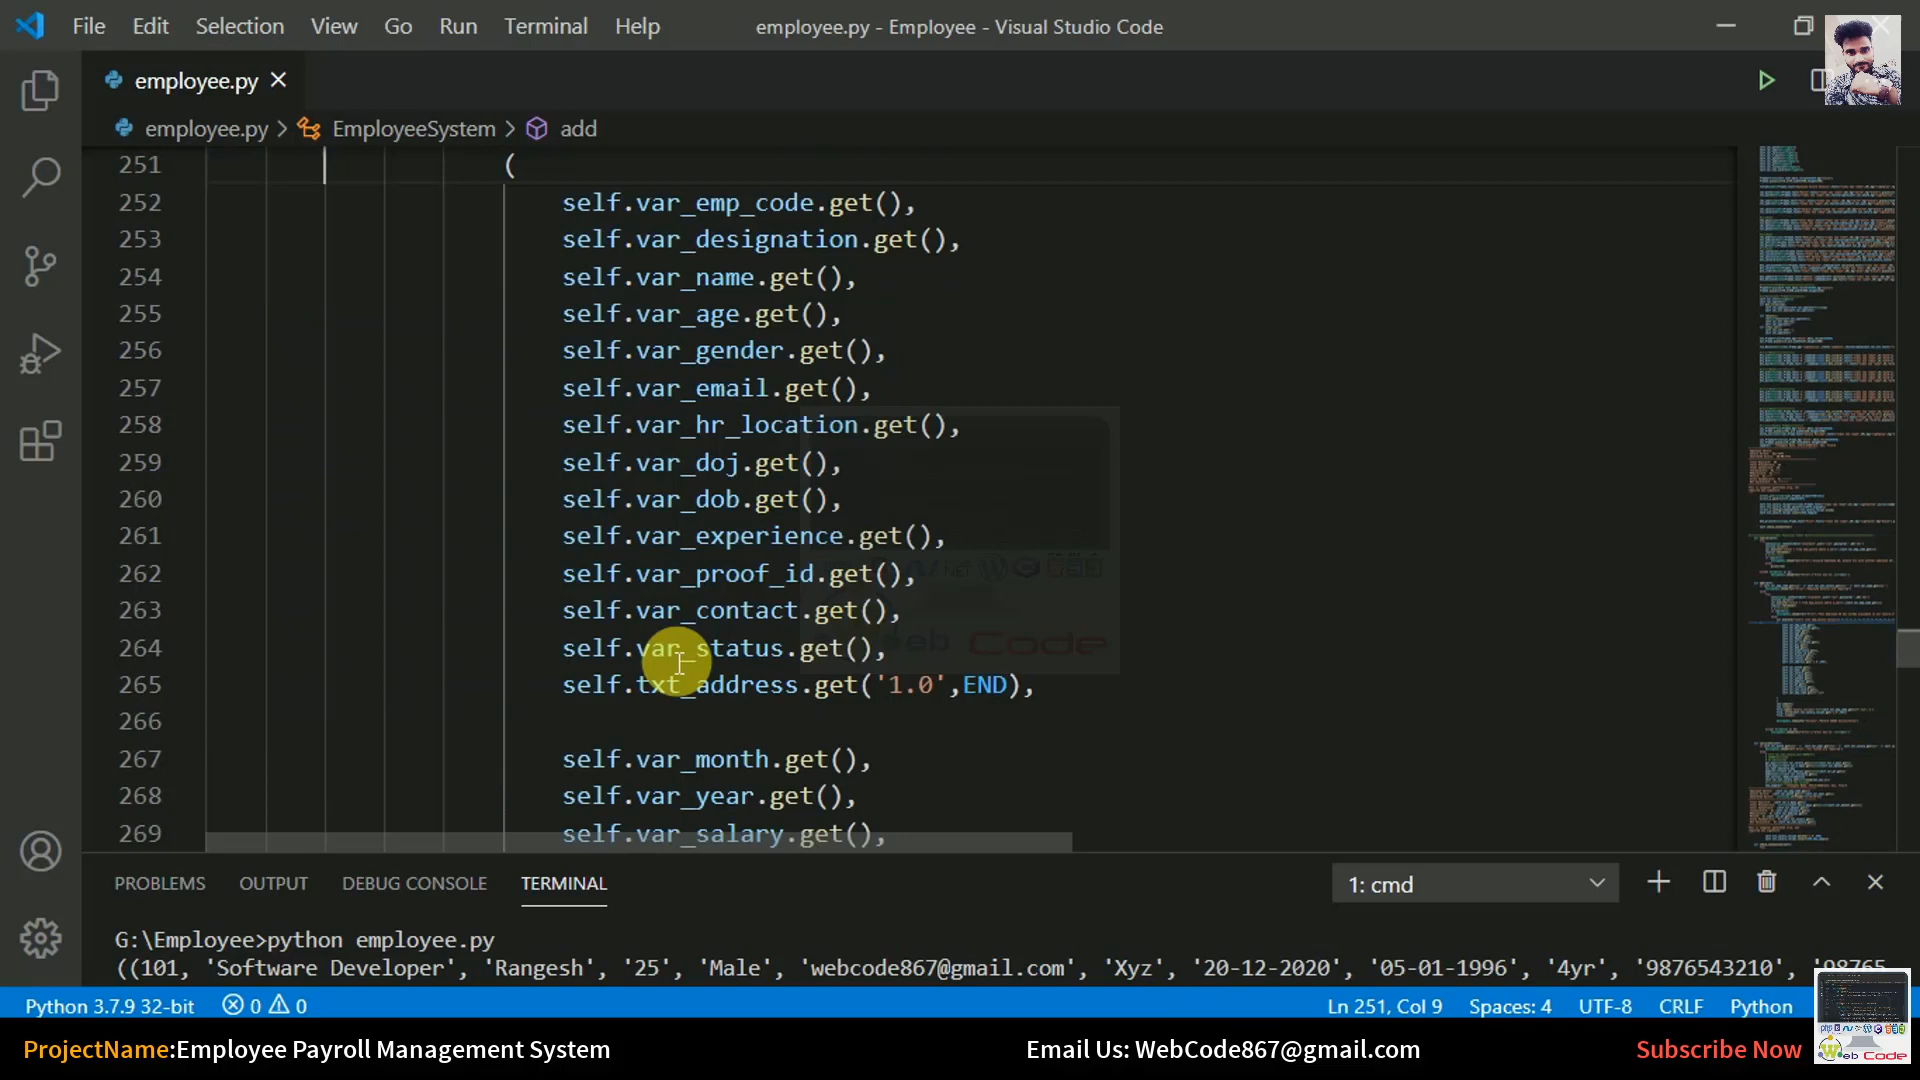 File Edit Selection View Go Run Terminal Help employee.py - Employee - Visual Studio Code
employee.py
employee.py > EmployeeSystem > add
251 (
252 self.var_emp_code.get(),
253 self.var_designation.get(),
254 self.var_name.get(),
255 self.var_age.get(),
256 self.var_gender.get(),
257 self.var_email.get(),
258 self.var_hr_location.get(),
259 self.var_doj.get(),
260 self.var_dob.get(),
261 self.var_experience.get(),
262 self.var_proof_id.get(),
263 self.var_contact.get(),
264 self.var_status.get(),
265 self.txt_address.get('1.0',END),
266
267 self.var_month.get(),
268 self.var_year.get(),
269 self.var_salary.get(),
PROBLEMS OUTPUT DEBUG CONSOLE TERMINAL 1: cmd
G:\Employee>python employee.py
((101, 'Software Developer', 'Rangesh', '25', 'Male', 'webcode867@gmail.com', 'Xyz', '20-12-2020', '05-01-1996', '4yr', '9876543210', '98765
Python 3.7.9 32-bit 0 0 Ln 251, Col 9 Spaces: 4 UTF-8 CRLF Python
ProjectName:Employee Payroll Management System Email Us: WebCode867@gmail.com Subscribe Now
Web Code